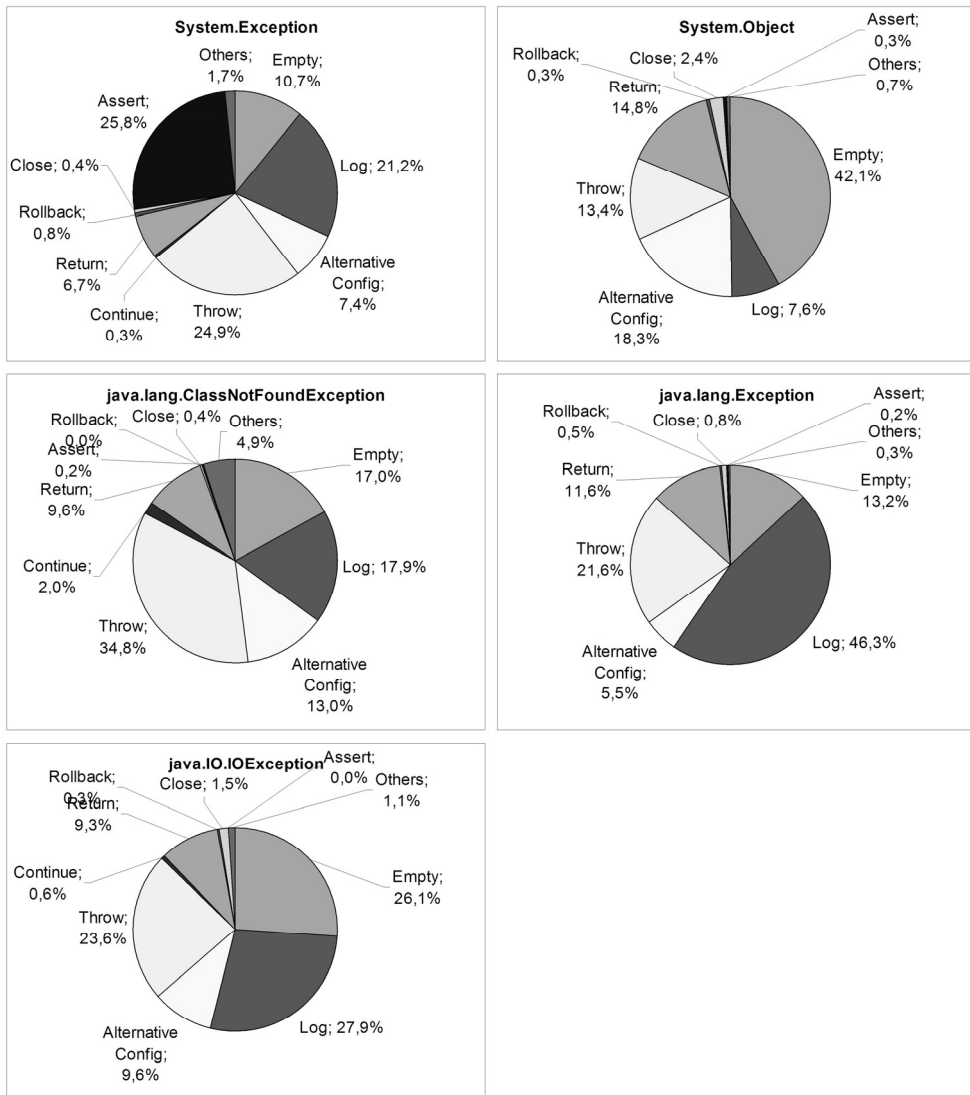 System.Exception
Others;
1,7%
Empty;
10,7%
Assert;
25,8%
Log; 21,2%
Close; 0,4%
Rollback;
0,8%
Alternative
Config;
7,4%
Return;
6,7%
Continue;
0,3%
Throw;
24,9%
System.Object
Assert;
0,3%
Rollback;
0,3%
Close; 2,4%
Others;
0,7%
Return;
14,8%
Empty;
42,1%
Throw;
13,4%
Alternative
Config;
18,3%
Log; 7,6%
java.lang.ClassNotFoundException
Rollback;
0,0%
Close; 0,4%
Others;
4,9%
Assert;
0,2%
Empty;
17,0%
Return;
9,6%
Log; 17,9%
Continue;
2,0%
Throw;
34,8%
Alternative
Config;
13,0%
java.lang.Exception
Assert;
0,2%
Rollback;
0,5%
Close; 0,8%
Others;
0,3%
Return;
11,6%
Empty;
13,2%
Throw;
21,6%
Log; 46,3%
Alternative
Config;
5,5%
java.IO.IOException
Assert;
0,0%
Rollback;
0,3%
Close; 1,5%
Others;
1,1%
Return;
9,3%
Continue;
0,6%
Empty;
26,1%
Throw;
23,6%
Log; 27,9%
Alternative
Config;
9,6%